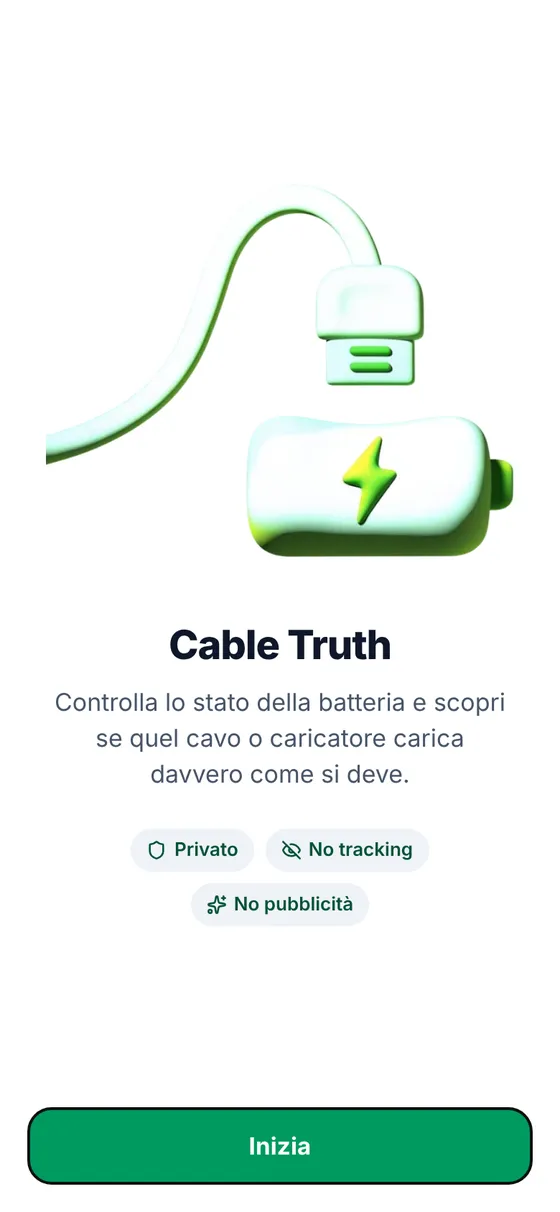 Cable Truth
Controlla lo stato della batteria e scopri
se quel cavo o caricatore carica
davvero come si deve.
Privato
No tracking
No pubblicità
Inizia